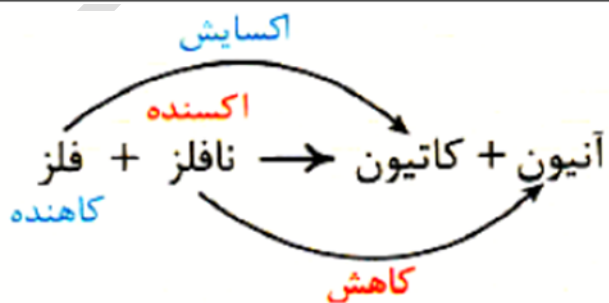 اکسایش
اکسنده
فلز + نافلز → کاتیون + آنیون
کاهنده
کاهش